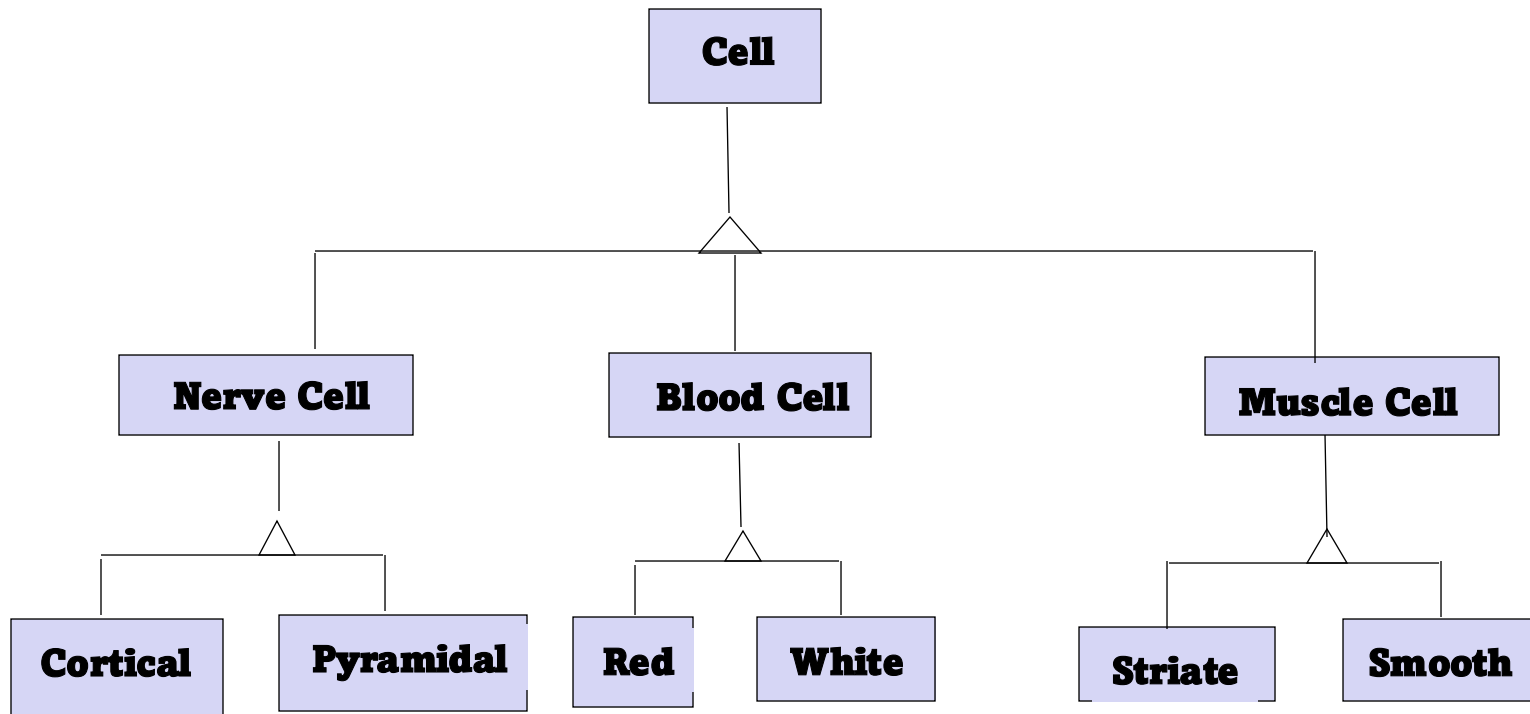 Cell
Nerve Cell
Blood Cell
Muscle Cell
Cortical
Pyramidal
Red
White
Striate
Smooth